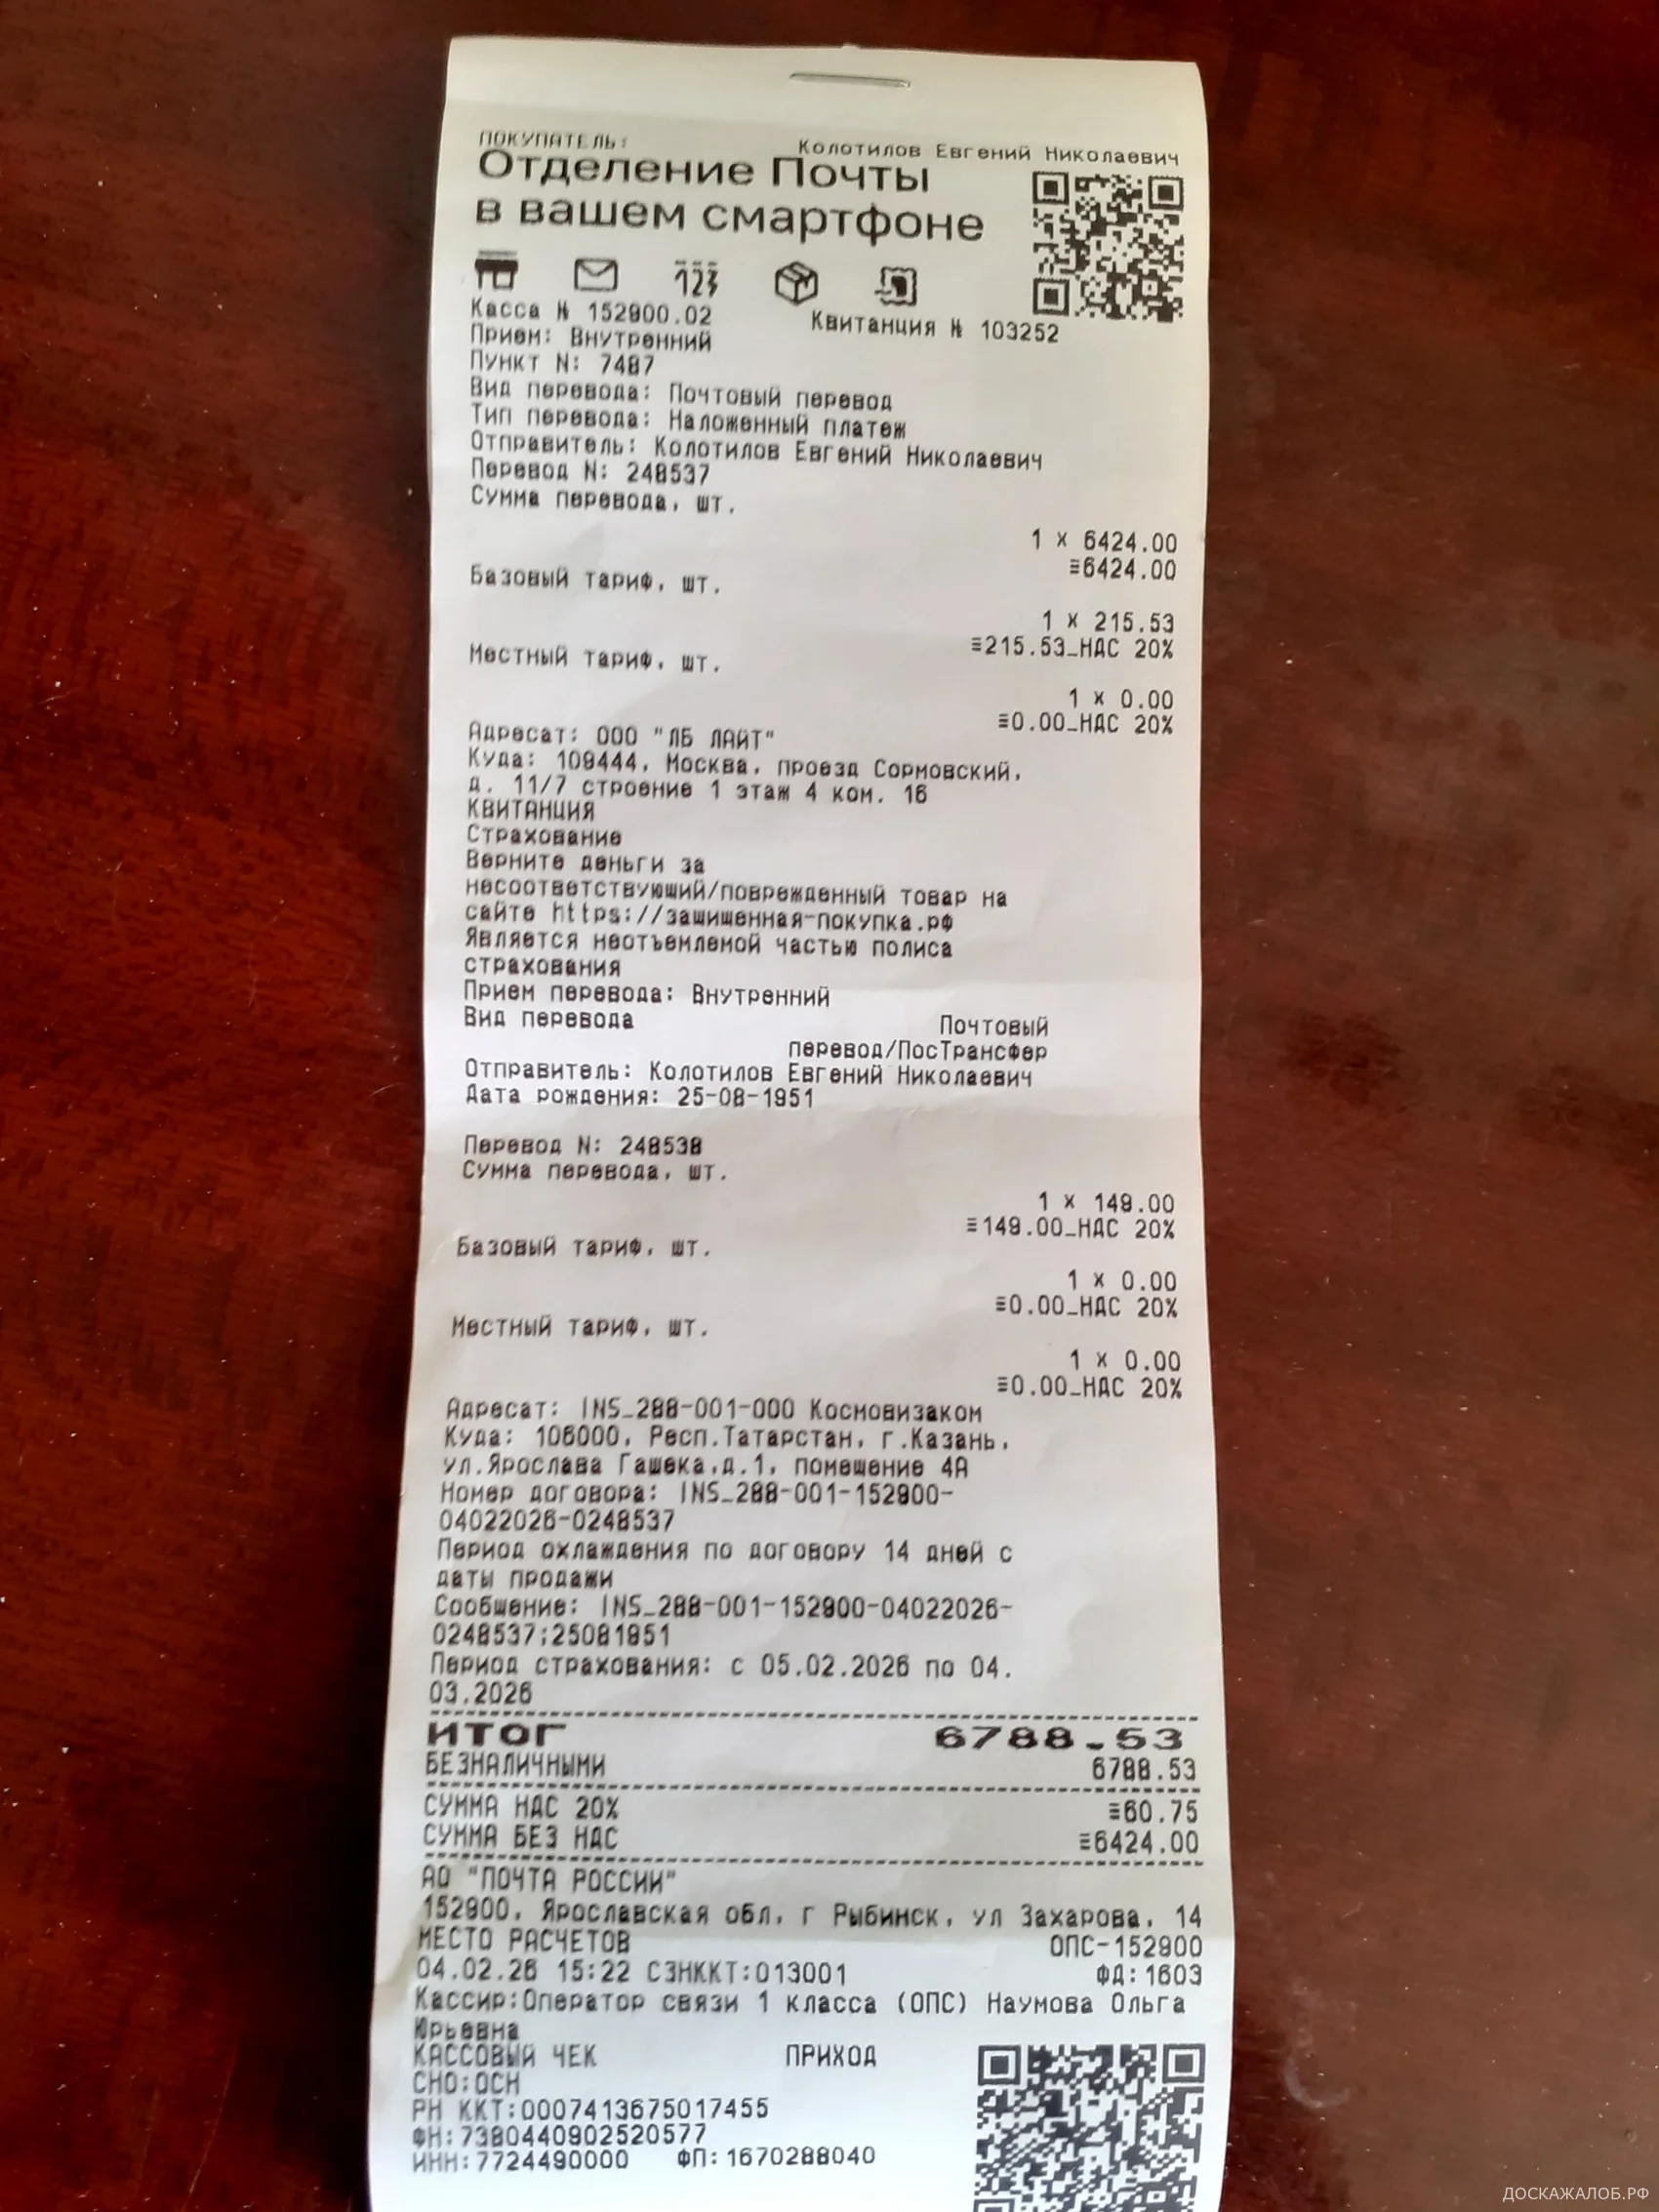 ПОКУПАТЕЛЬ: Колотилов Евгений Николаевич
Отделение Почты
в вашем смартфоне
123
Касса № 152900.02 Квитанция № 103252
Прием: Внутренний
Пункт N: 7487
Вид перевода: Почтовый перевод
Тип перевода: Наложенный платеж
Отправитель: Колотилов Евгений Николаевич
Перевод N: 248537
Сумма перевода, шт.
1 X 6424.00
≡6424.00
Базовый тариф, шт.
1 X 215.53
≡215.53_НДС 20%
Местный тариф, шт.
1 X 0.00
≡0.00_НДС 20%
Адресат: ООО "ЛБ ЛАЙТ"
Куда: 109444, Москва, проезд Сормовский,
д. 11/7 строение 1 этаж 4 ком. 16
КВИТАНЦИЯ
Страхование
Верните деньги за
несоответствующий/поврежденный товар на
сайте https://защищенная-покупка.рф
Является неотъемлемой частью полиса
страхования
Прием перевода: Внутренний
Вид перевода Почтовый
перевод/ПосТрансфер
Отправитель: Колотилов Евгений Николаевич
Дата рождения: 25-08-1951
Перевод N: 248538
Сумма перевода, шт.
1 X 149.00
≡149.00_НДС 20%
Базовый тариф, шт.
1 X 0.00
≡0.00_НДС 20%
Местный тариф, шт.
1 X 0.00
≡0.00_НДС 20%
Адресат: INS_288-001-000 Космовизаком
Куда: 106000, Респ.Татарстан, г.Казань,
ул.Ярослава Гашека,д.1, помещение 4А
Номер договора: INS_288-001-152900-
04022026-0248537
Период охлаждения по договору 14 дней с
даты продажи
Сообщение: INS_288-001-152900-04022026-
0248537;25081951
Период страхования: с 05.02.2026 по 04.
03.2026
ИТОГ 6788.53
БЕЗНАЛИЧНЫМИ 6788.53
СУММА НДС 20% ≡60.75
СУММА БЕЗ НДС ≡6424.00
АО "ПОЧТА РОССИИ"
152900, Ярославская обл, г Рыбинск, ул Захарова, 14
МЕСТО РАСЧЕТОВ ОПС-152900
04.02.26 15:22 СЗНККТ:013001 ФД:1603
Кассир:Оператор связи 1 класса (ОПС) Наумова Ольга
Юрьевна
КАССОВЫЙ ЧЕК ПРИХОД
СНО:ОСН
РН ККТ:0007413675017455
ФН:7380440902520577
ИНН:7724490000 ФП:1670288040
ДОСКАЖАЛОБ.РФ